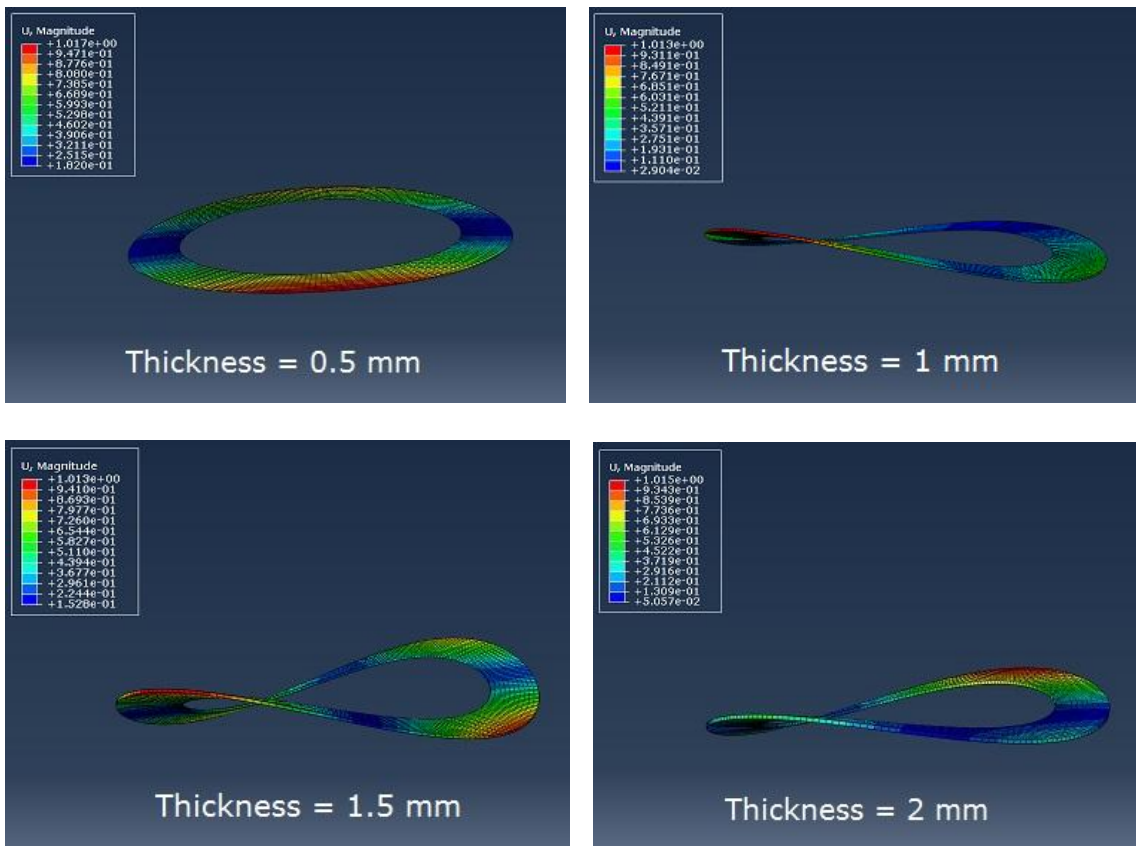 U, Magnitude
+1.017e+00
+9.471e-01
+8.776e-01
+8.080e-01
+7.385e-01
+6.689e-01
+5.993e-01
+5.298e-01
+4.602e-01
+3.906e-01
+3.211e-01
+2.515e-01
+1.820e-01
Thickness = 0.5 mm
U, Magnitude
+1.013e+00
+9.311e-01
+8.491e-01
+7.671e-01
+6.851e-01
+6.031e-01
+5.211e-01
+4.391e-01
+3.571e-01
+2.751e-01
+1.931e-01
+1.110e-01
+2.904e-02
Thickness = 1 mm
U, Magnitude
+1.013e+00
+9.410e-01
+8.693e-01
+7.977e-01
+7.260e-01
+6.544e-01
+5.827e-01
+5.110e-01
+4.394e-01
+3.677e-01
+2.961e-01
+2.244e-01
+1.528e-01
Thickness = 1.5 mm
U, Magnitude
+1.015e+00
+9.343e-01
+8.539e-01
+7.736e-01
+6.933e-01
+6.129e-01
+5.326e-01
+4.522e-01
+3.719e-01
+2.916e-01
+2.112e-01
+1.309e-01
+5.057e-02
Thickness = 2 mm